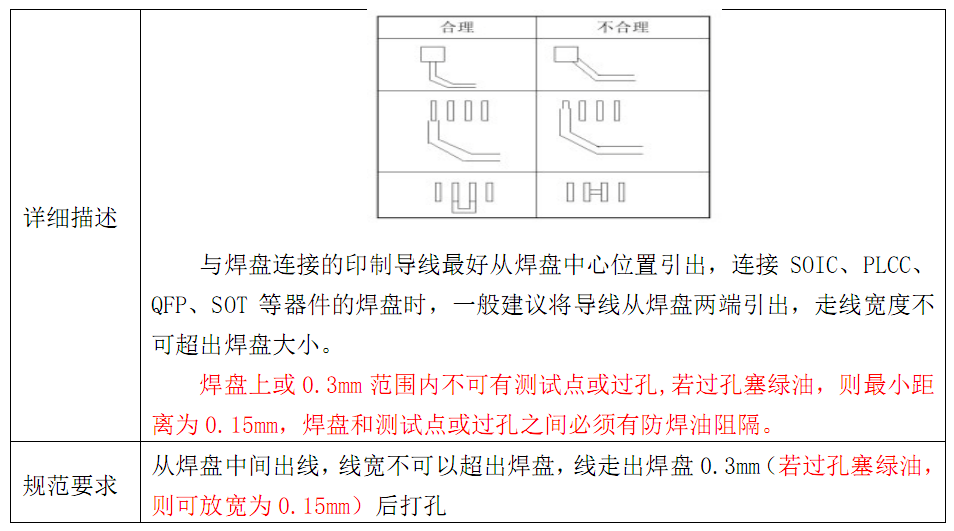 合理 不合理
详细描述
与焊盘连接的印制导线最好从焊盘中心位置引出，连接 SOIC、PLCC、
QFP、SOT 等器件的焊盘时，一般建议将导线从焊盘两端引出，走线宽度不
可超出焊盘大小。
焊盘上或0.3mm 范围内不可有测试点或过孔,若过孔塞绿油，则最小距
离为0.15mm，焊盘和测试点或过孔之间必须有防焊油阻隔。
规范要求
从焊盘中间出线，线宽不可以超出焊盘，线走出焊盘0.3mm（若过孔塞绿油，
则可放宽为0.15mm）后打孔